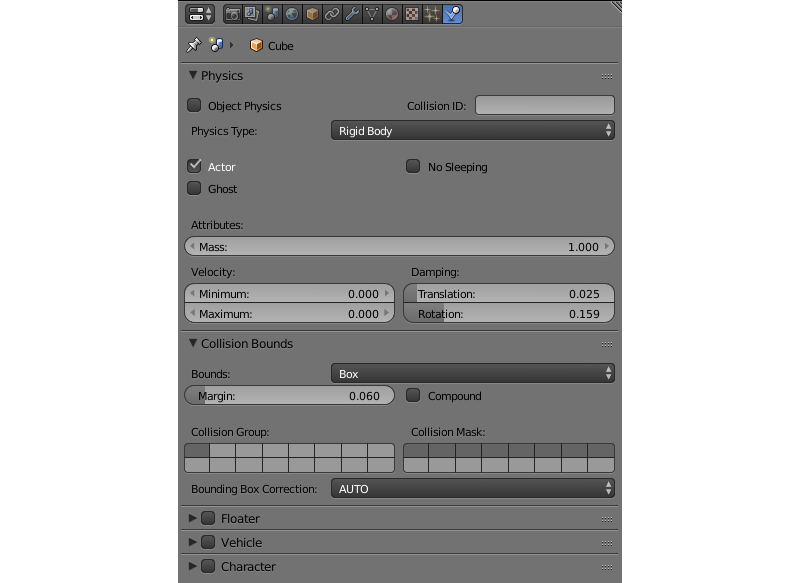 Cube
Physics
Object Physics Collision ID:
Physics Type: Rigid Body
Actor No Sleeping
Ghost
Attributes:
Mass: 1.000
Velocity: Damping:
Minimum: 0.000 Translation: 0.025
Maximum: 0.000 Rotation: 0.159
Collision Bounds
Bounds: Box
Margin: 0.060 Compound
Collision Group: Collision Mask:
Bounding Box Correction: AUTO
Floater
Vehicle
Character